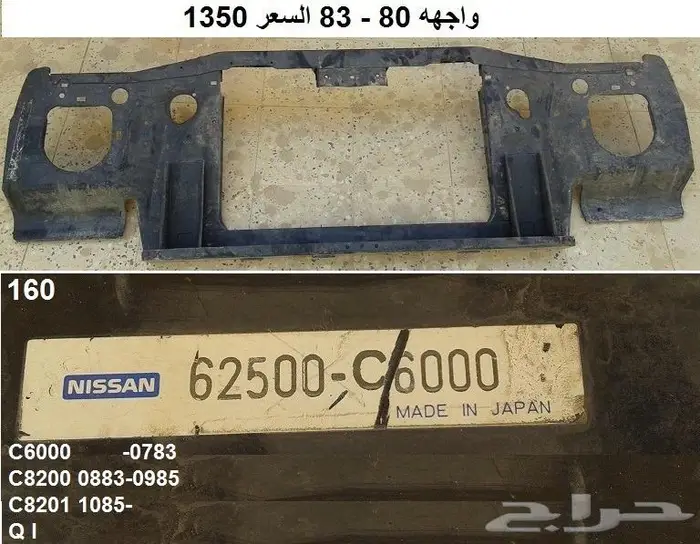 واجهه 80 - 83 السعر 1350
160
NISSAN 62500-C6000
MADE IN JAPAN
C6000 -0783
C8200 0883-0985
C8201 1085-
Q I
حراج